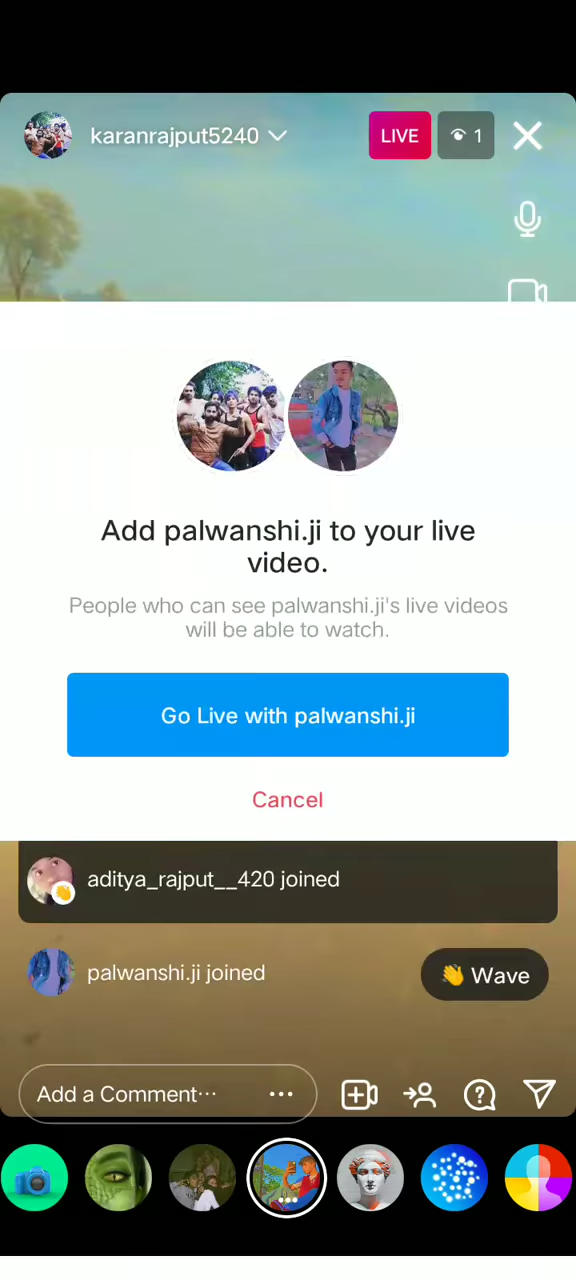 karanrajput5240
LIVE
1
Add palwanshi.ji to your live
video.
People who can see palwanshi.ji's live videos
will be able to watch.
Go Live with palwanshi.ji
Cancel
aditya_rajput__420 joined
palwanshi.ji joined
👋 Wave
Add a Comment···